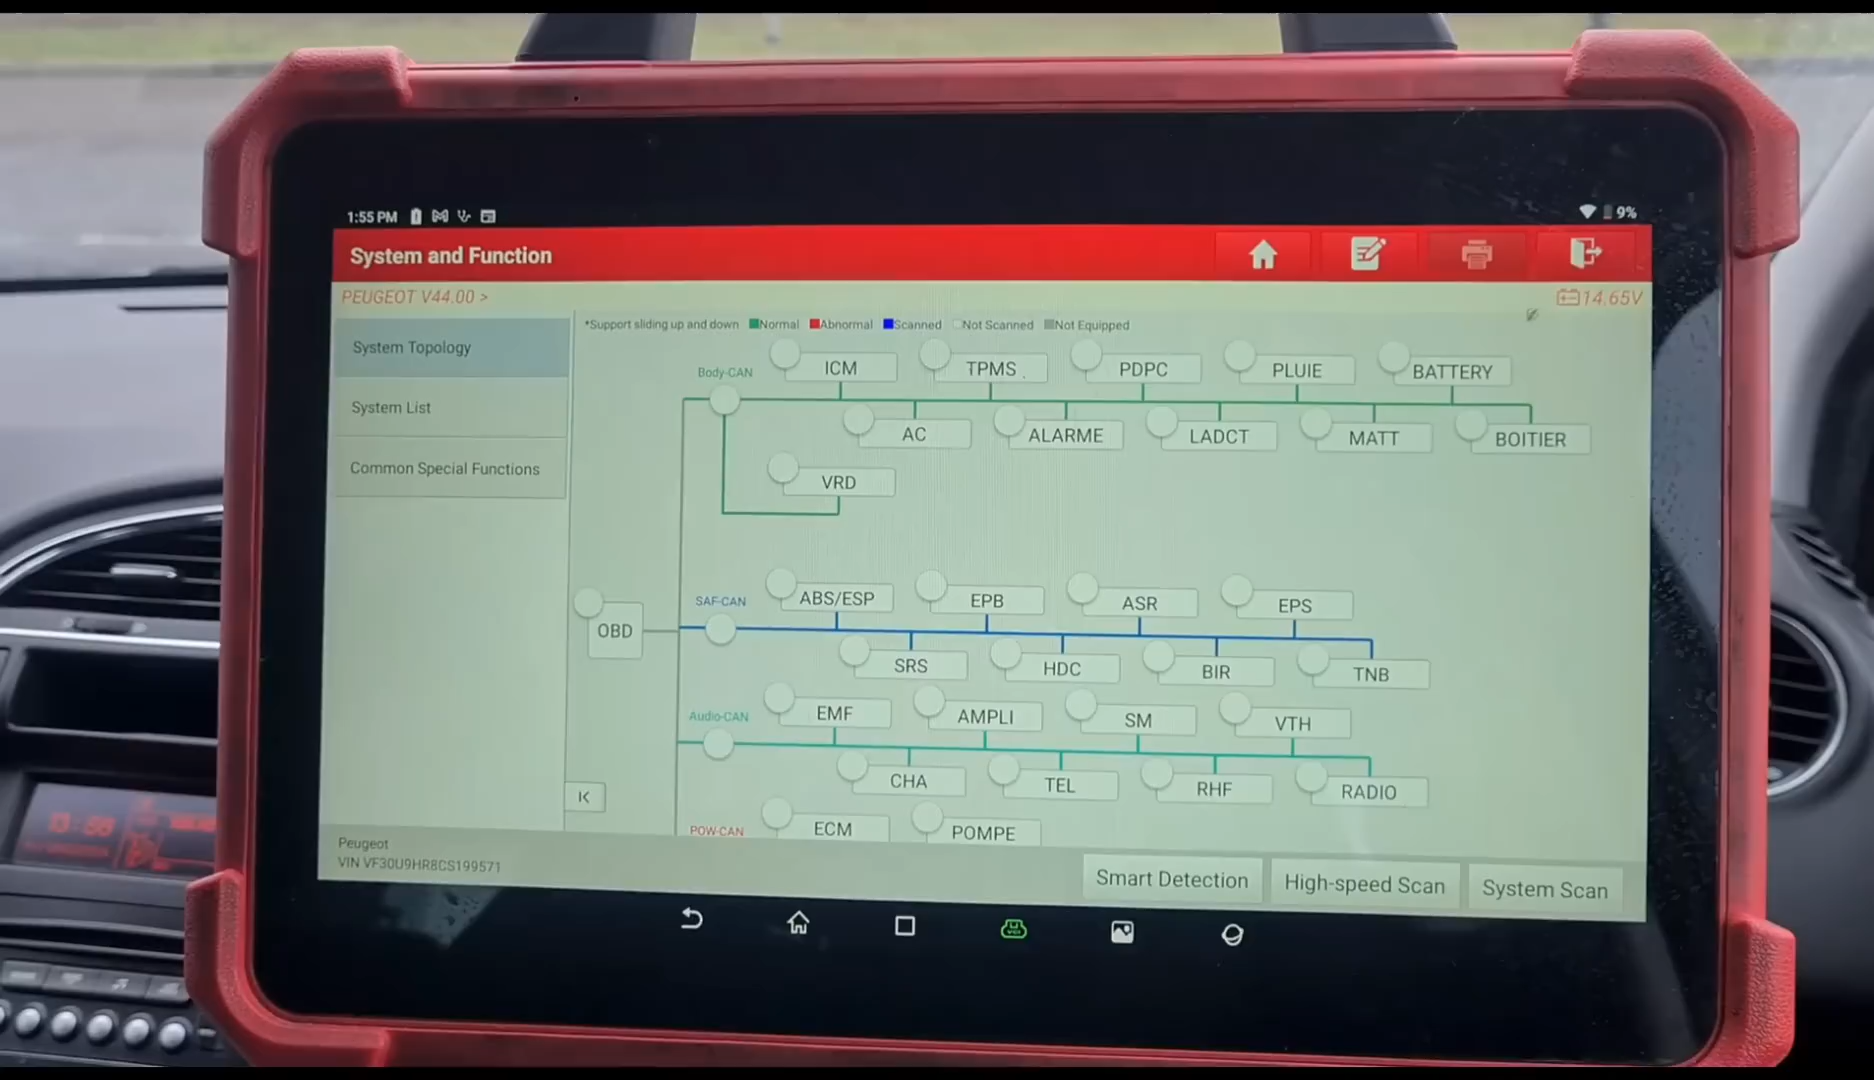 1:55 PM
9%
System and Function
PEUGEOT V44.00 >
14.65V
System Topology
System List
Common Special Functions
*Support sliding up and down Normal Abnormal Scanned Not Scanned Not Equipped
Body-CAN
ICM TPMS PDPC PLUIE BATTERY
AC ALARME LADCT MATT BOITIER
VRD
OBD
SAF-CAN
ABS/ESP EPB ASR EPS
SRS HDC BIR TNB
Audio-CAN
EMF AMPLI SM VTH
CHA TEL RHF RADIO
POW-CAN
ECM POMPE
Peugeot
VIN VF30U9HR8CS199571
Smart Detection High-speed Scan System Scan